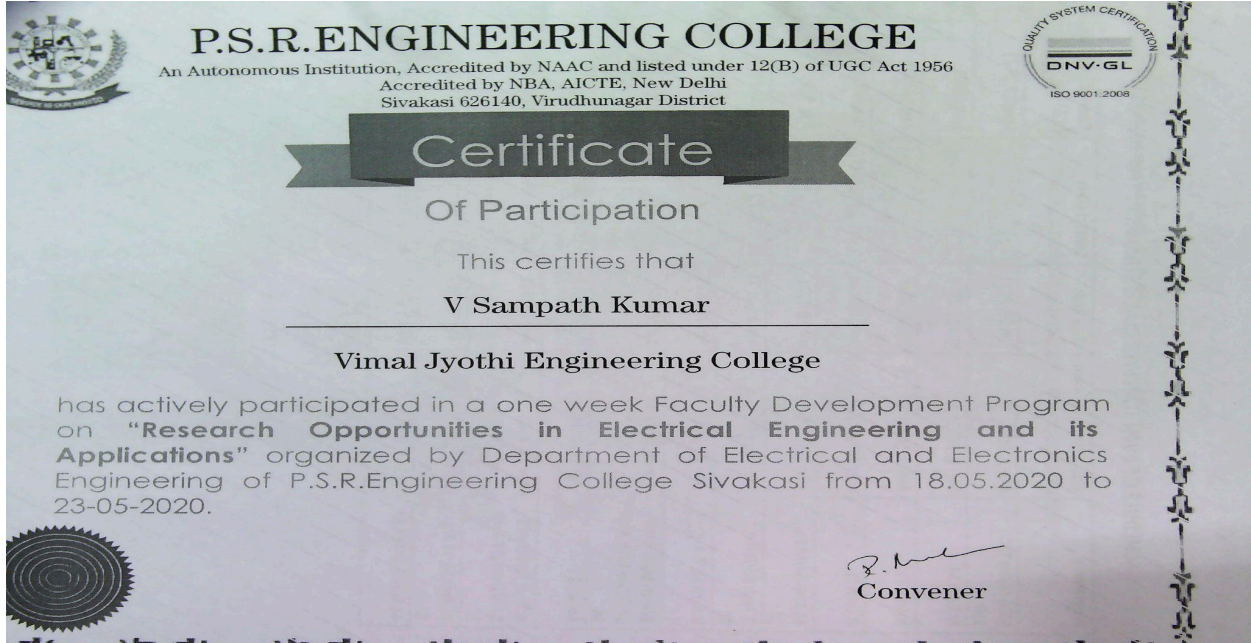 P.S.R.ENGINEERING COLLEGE
An Autonomous Institution, Accredited by NAAC and listed under 12(B) of UGC Act 1956
Accredited by NBA, AICTE, New Delhi
Sivakasi 626140, Virudhunagar District
QUALITY SYSTEM CERTIFICATION
DNV·GL
ISO 9001:2008
Certificate
Of Participation
This certifies that
V Sampath Kumar
Vimal Jyothi Engineering College
has actively participated in a one week Faculty Development Program
on "Research Opportunities in Electrical Engineering and its
Applications" organized by Department of Electrical and Electronics
Engineering of P.S.R.Engineering College Sivakasi from 18.05.2020 to
23-05-2020.
Convener